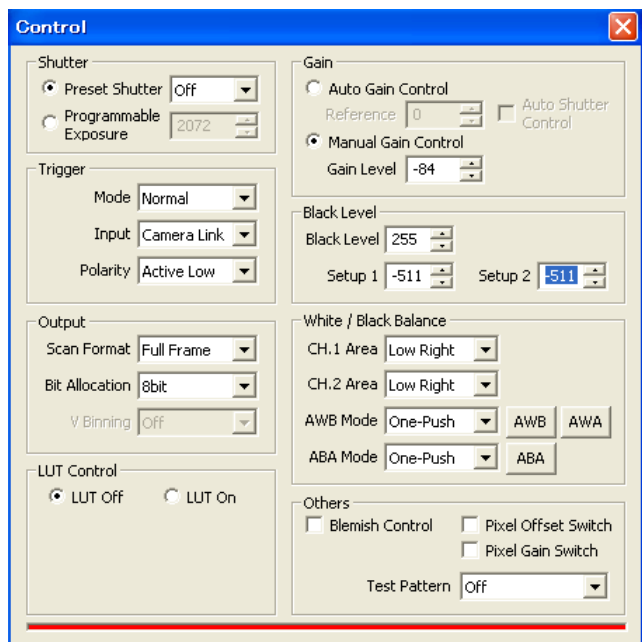 Control
Shutter
Preset Shutter Off
Programmable
Exposure 2072
Trigger
Mode Normal
Input Camera Link
Polarity Active Low
Output
Scan Format Full Frame
Bit Allocation 8bit
V Binning Off
LUT Control
LUT Off LUT On
Gain
Auto Gain Control
Reference 0
Auto Shutter
Control
Manual Gain Control
Gain Level -84
Black Level
Black Level 255
Setup 1 -511 Setup 2 -511
White / Black Balance
CH.1 Area Low Right
CH.2 Area Low Right
AWB Mode One-Push AWB AWA
ABA Mode One-Push ABA
Others
Blemish Control Pixel Offset Switch
Pixel Gain Switch
Test Pattern Off